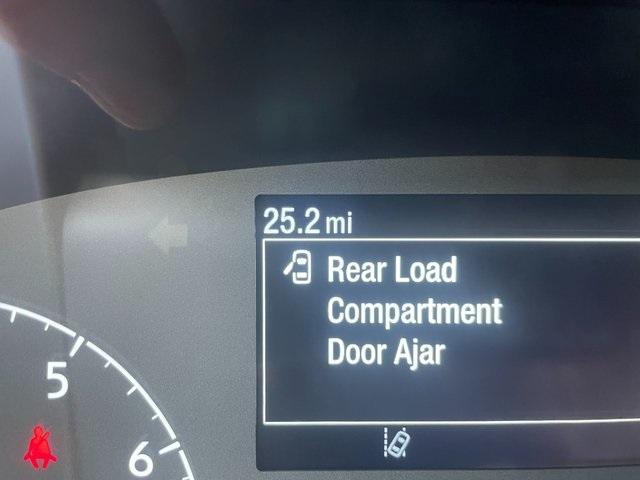 25.2 mi
Rear Load
Compartment
Door Ajar
5
6